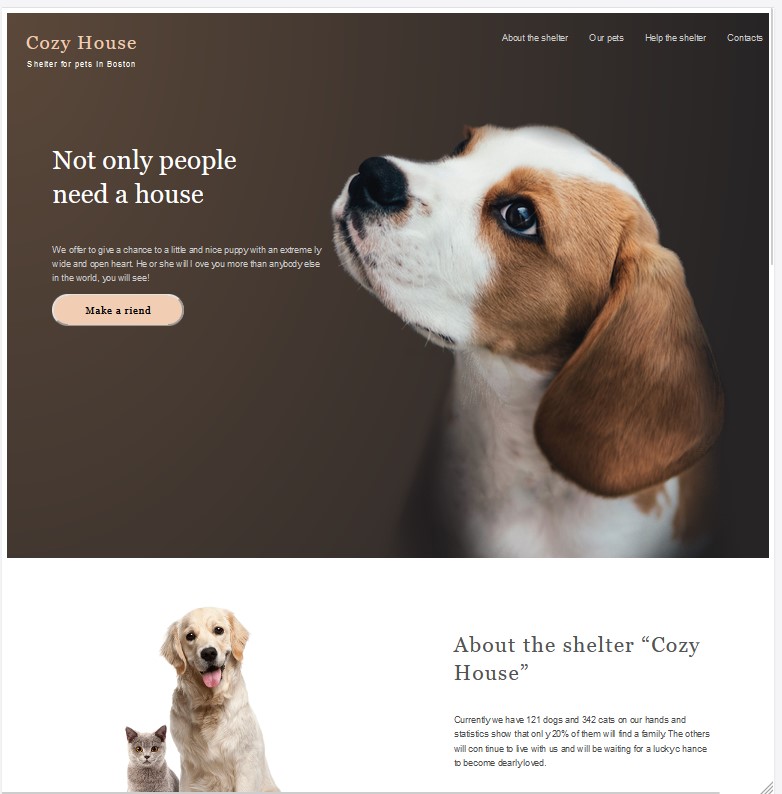 Cozy House
Shelter for pets in Boston
About the shelter Our pets Help the shelter Contacts
Not only people
need a house
We offer to give a chance to a little and nice puppy with an extreme ly
wide and open heart. He or she will l ove you more than anybody else
in the world, you will see!
Make a riend
About the shelter “Cozy
House”
Currently we have 121 dogs and 342 cats on our hands and
statistics show that onl y 20% of them will find a family. The others
will con tinue to live with us and will be waiting for a lucky c hance
to become dearly loved.